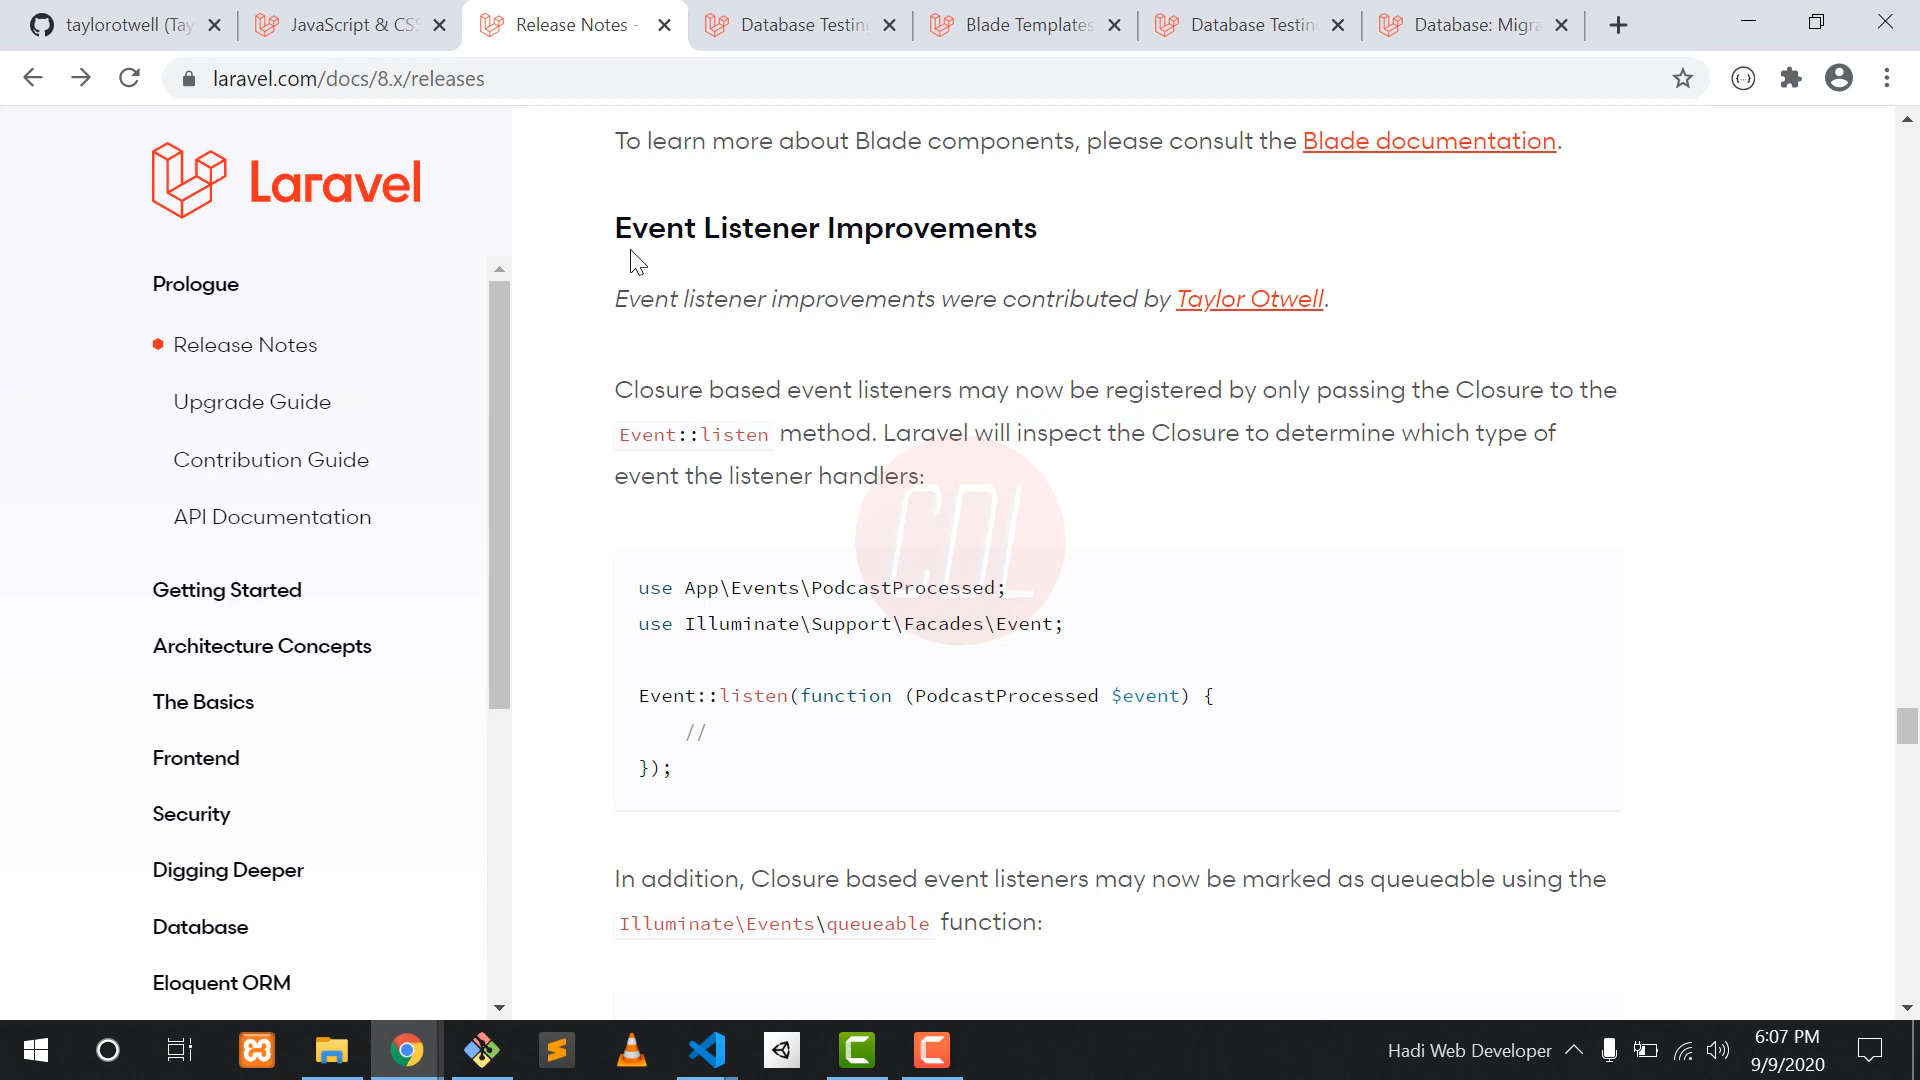 taylorotwell (Tay
JavaScript & CS
Release Notes -
Database Testin
Blade Templates
Database Testin
Database: Migra
laravel.com/docs/8.x/releases
Laravel
Prologue
Release Notes
Upgrade Guide
Contribution Guide
API Documentation
Getting Started
Architecture Concepts
The Basics
Frontend
Security
Digging Deeper
Database
Eloquent ORM
To learn more about Blade components, please consult the Blade documentation.
Event Listener Improvements
Event listener improvements were contributed by Taylor Otwell.
Closure based event listeners may now be registered by only passing the Closure to the
Event::listen method. Laravel will inspect the Closure to determine which type of
event the listener handlers:
CDL
use App\Events\PodcastProcessed;
use Illuminate\Support\Facades\Event;
Event::listen(function (PodcastProcessed $event) {
//
});
In addition, Closure based event listeners may now be marked as queueable using the
Illuminate\Events\queueable function:
Hadi Web Developer
6:07 PM
9/9/2020